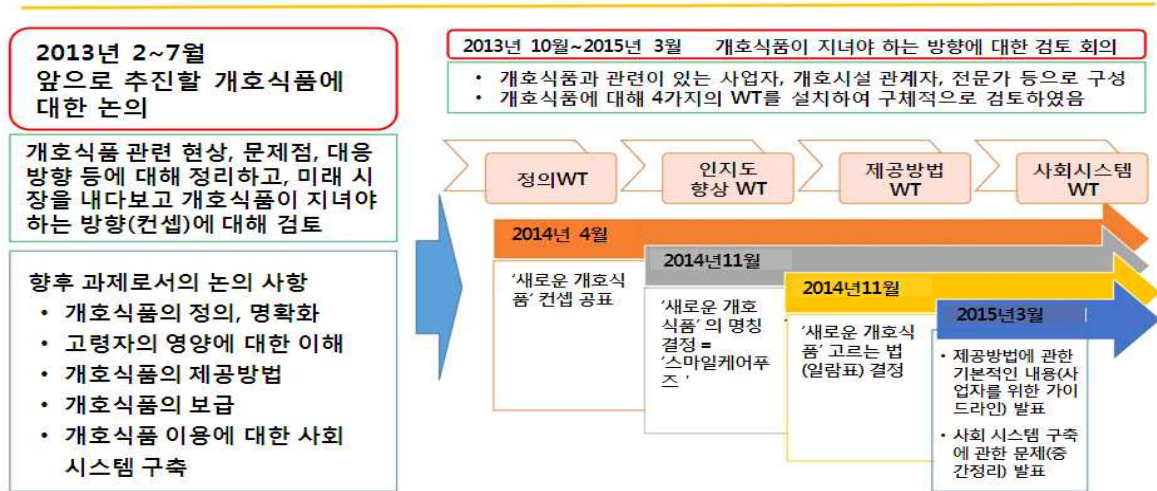 2013년 2~7월
앞으로 추진할 개호식품에
대한 논의
개호식품 관련 현상, 문제점, 대응
방향 등에 대해 정리하고, 미래 시
장을 내다보고 개호식품이 지녀야
하는 방향(컨셉)에 대해 검토
향후 과제로서의 논의 사항
• 개호식품의 정의, 명확화
• 고령자의 영양에 대한 이해
• 개호식품의 제공방법
• 개호식품의 보급
• 개호식품 이용에 대한 사회
시스템 구축
2013년 10월~2015년 3월 개호식품이 지녀야 하는 방향에 대한 검토 회의
• 개호식품과 관련이 있는 사업자, 개호시설 관계자, 전문가 등으로 구성
• 개호식품에 대해 4가지의 WT를 설치하여 구체적으로 검토하였음
정의WT
인지도
향상 WT
제공방법
WT
사회시스템
WT
2014년 4월
'새로운 개호식
품' 컨셉 공표
2014년11월
'새로운 개호
식품' 의 명칭
결정 =
'스마일케어푸
즈 '
2014년11월
'새로운 개호식
품' 고르는 법
(일람표) 결정
2015년3월
• 제공방법에 관한
기본적인 내용(사
업자를 위한 가이
드라인) 발표
• 사회 시스템 구축
에 관한 문제(중
간정리) 발표